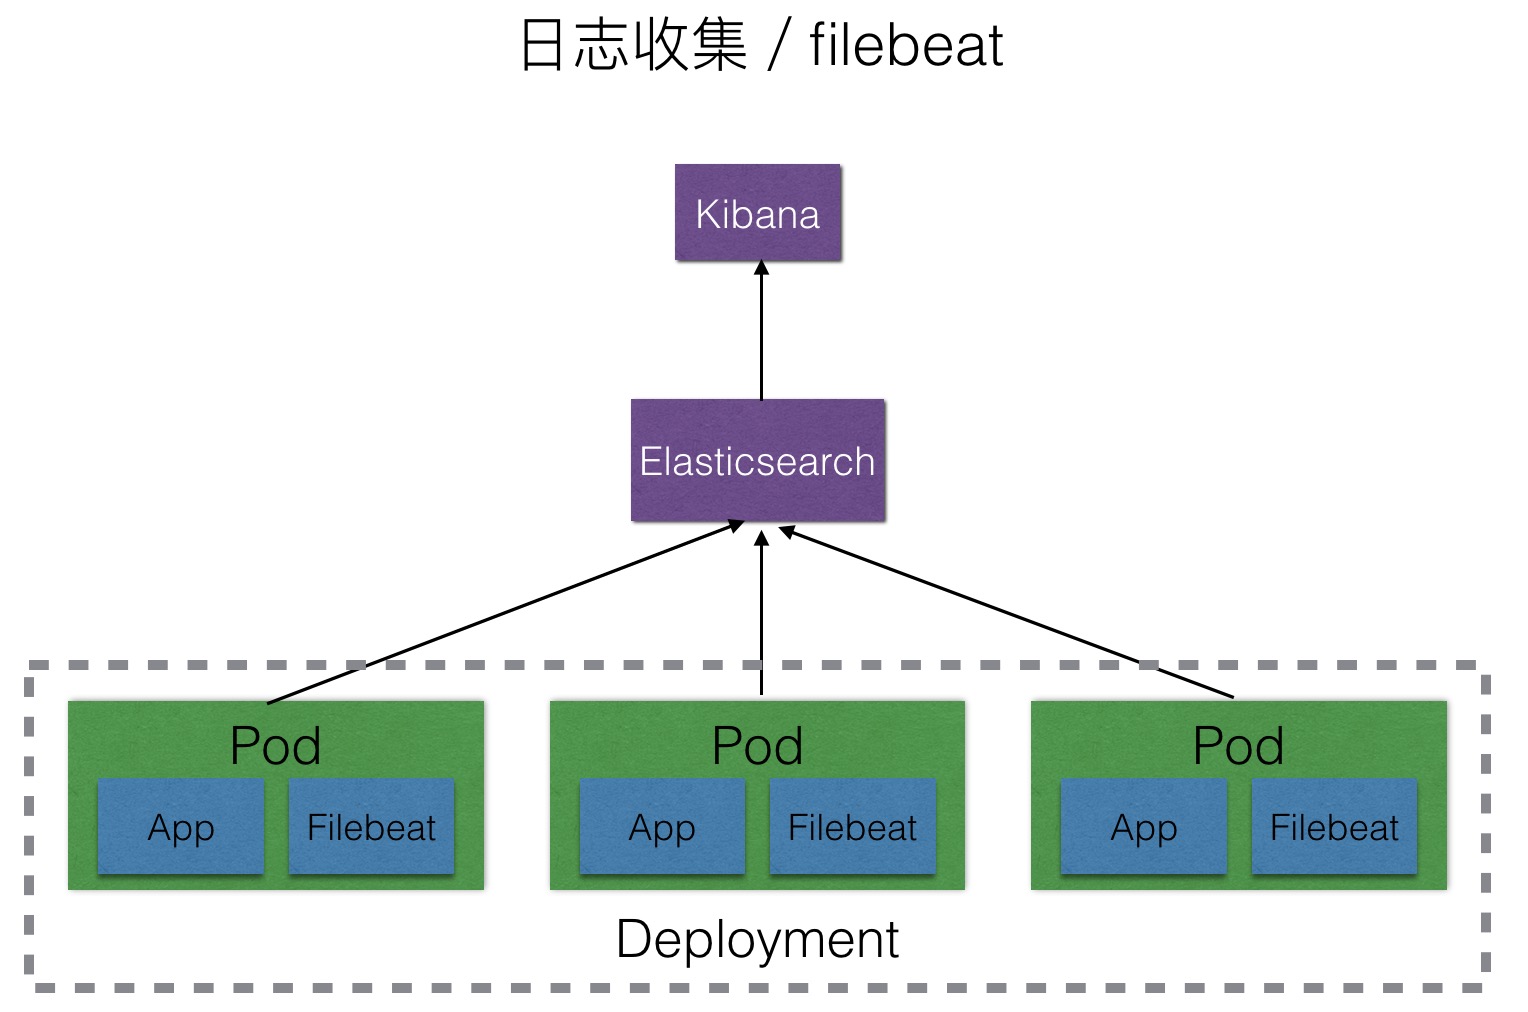 日志收集 / filebeat
Kibana
Elasticsearch
Pod
App
Filebeat
Pod
App
Filebeat
Pod
App
Filebeat
Deployment